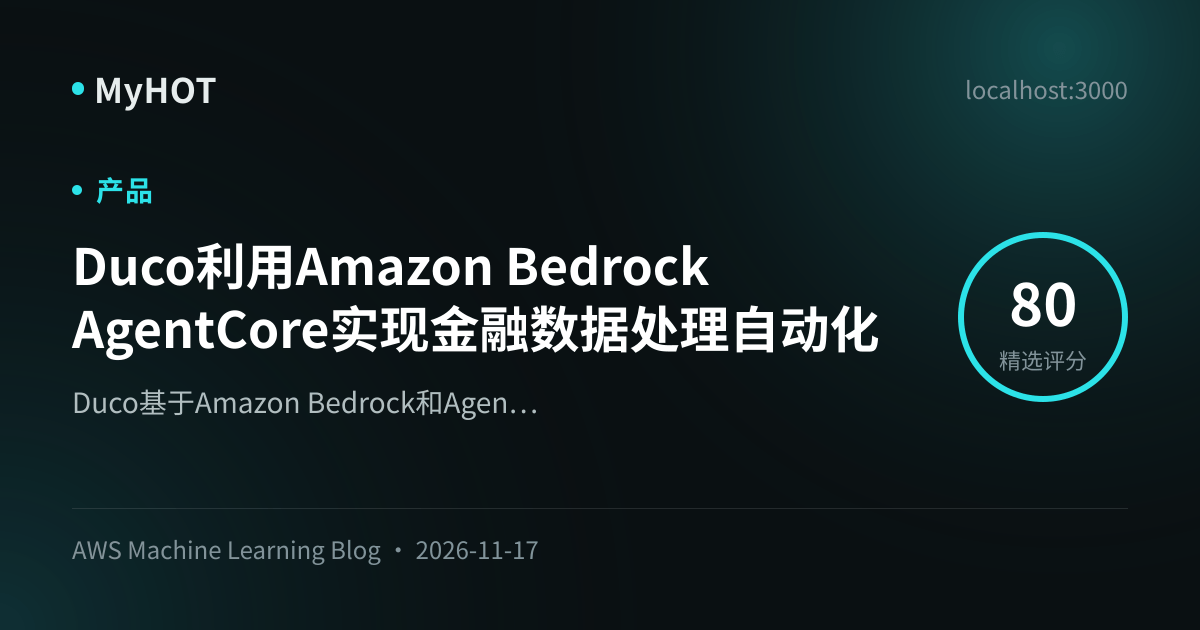 MyHOT
localhost:3000
产品
Duco利用Amazon Bedrock
AgentCore实现金融数据处理自动化
80
精选评分
Duco基于Amazon Bedrock和Agen…
AWS Machine Learning Blog • 2026-11-17